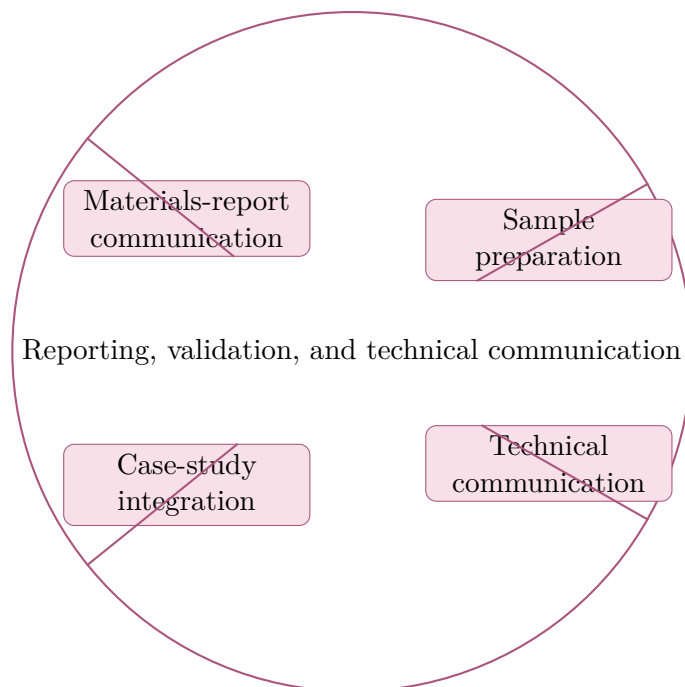 Materials-report
communication
Sample
preparation
Reporting, validation, and technical communication
Case-study
integration
Technical
communication